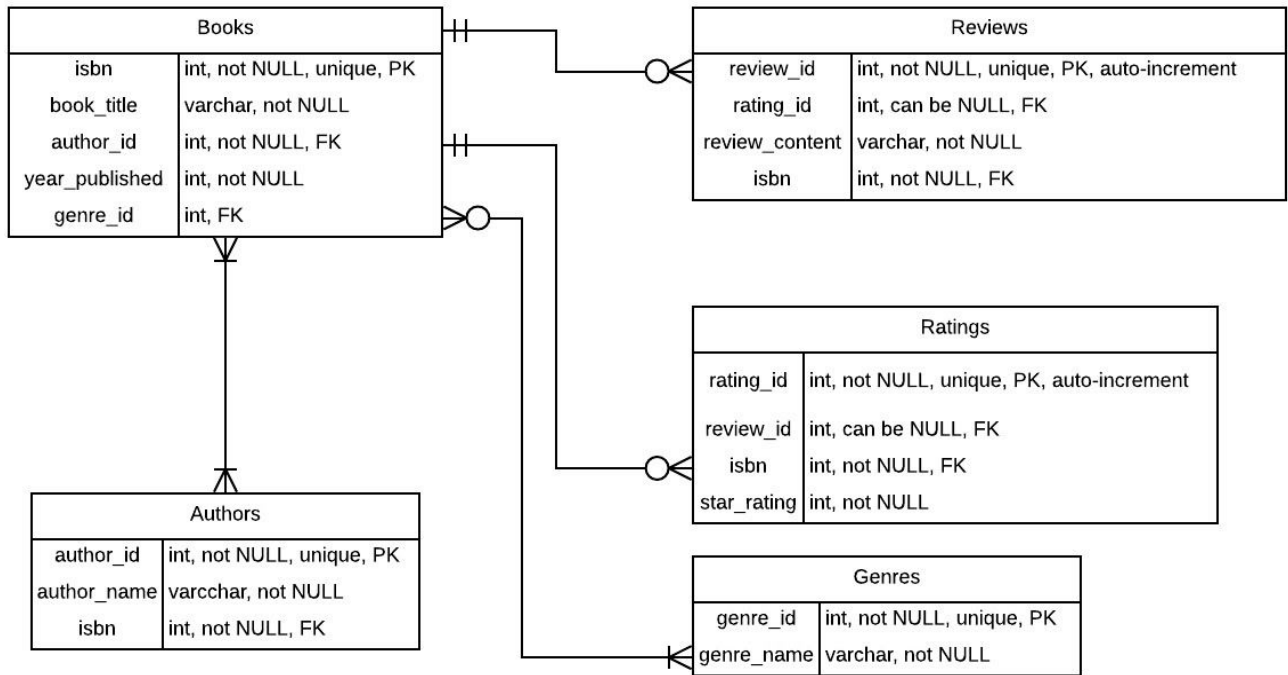 Books
isbn int, not NULL, unique, PK
book_title varchar, not NULL
author_id int, not NULL, FK
year_published int, not NULL
genre_id int, FK
Reviews
review_id int, not NULL, unique, PK, auto-increment
rating_id int, can be NULL, FK
review_content varchar, not NULL
isbn int, not NULL, FK
Ratings
rating_id int, not NULL, unique, PK, auto-increment
review_id int, can be NULL, FK
isbn int, not NULL, FK
star_rating int, not NULL
Authors
author_id int, not NULL, unique, PK
author_name varcchar, not NULL
isbn int, not NULL, FK
Genres
genre_id int, not NULL, unique, PK
genre_name varchar, not NULL